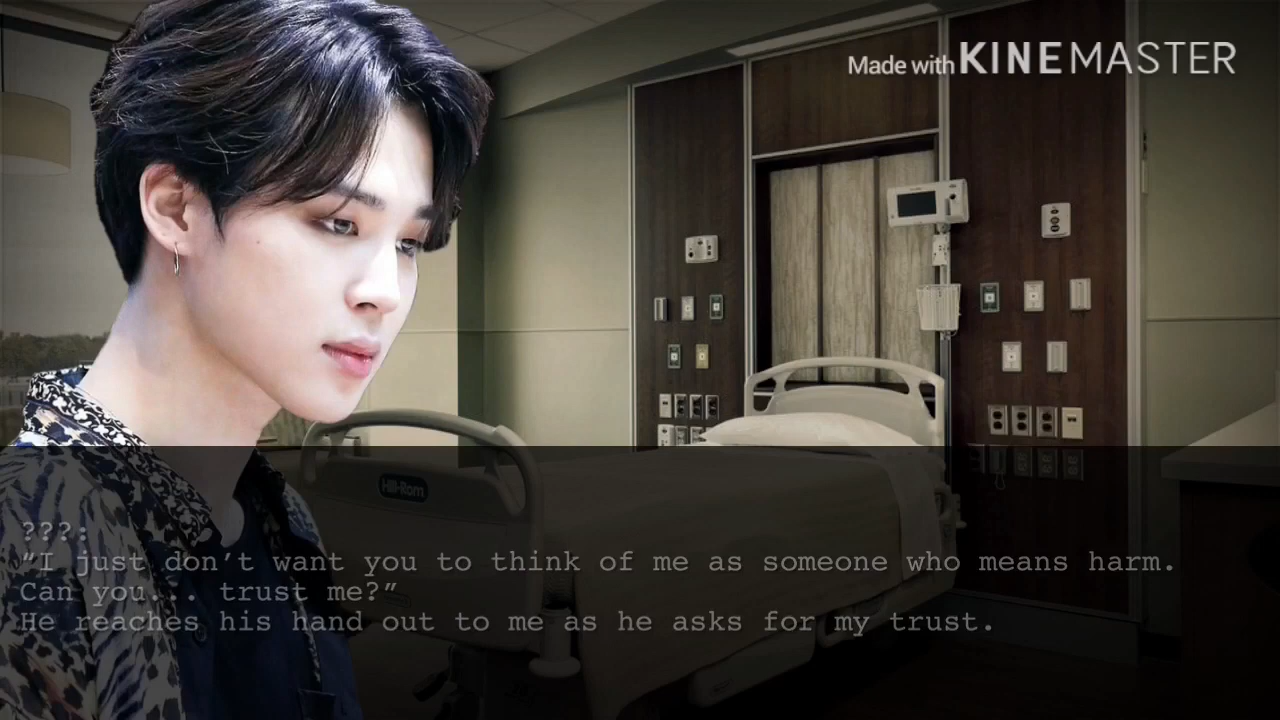 Made with KINEMASTER
Hill-Rom
???:
“I just don’t want you to think of me as someone who means harm.
Can you... trust me?”
He reaches his hand out to me as he asks for my trust.